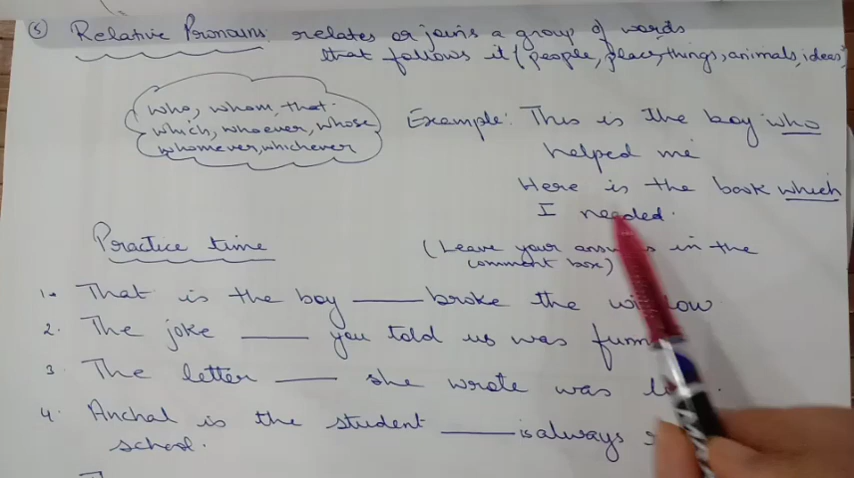 (5) Relative Pronouns: relates or joins a group of words
that follows it (people, place, things, animals, ideas)
who, whom, that.
which, whoever, whose
whomever, whichever
Example: This is the boy who
helped me
Here is the book which
I needed.
Practice time
(Leave your answers in the
comment box)
1. That is the boy ____ broke the window
2. The joke ____ you told us was
3. The letter ____ she wrote was
4. Anchal is the student ____ is always
school.